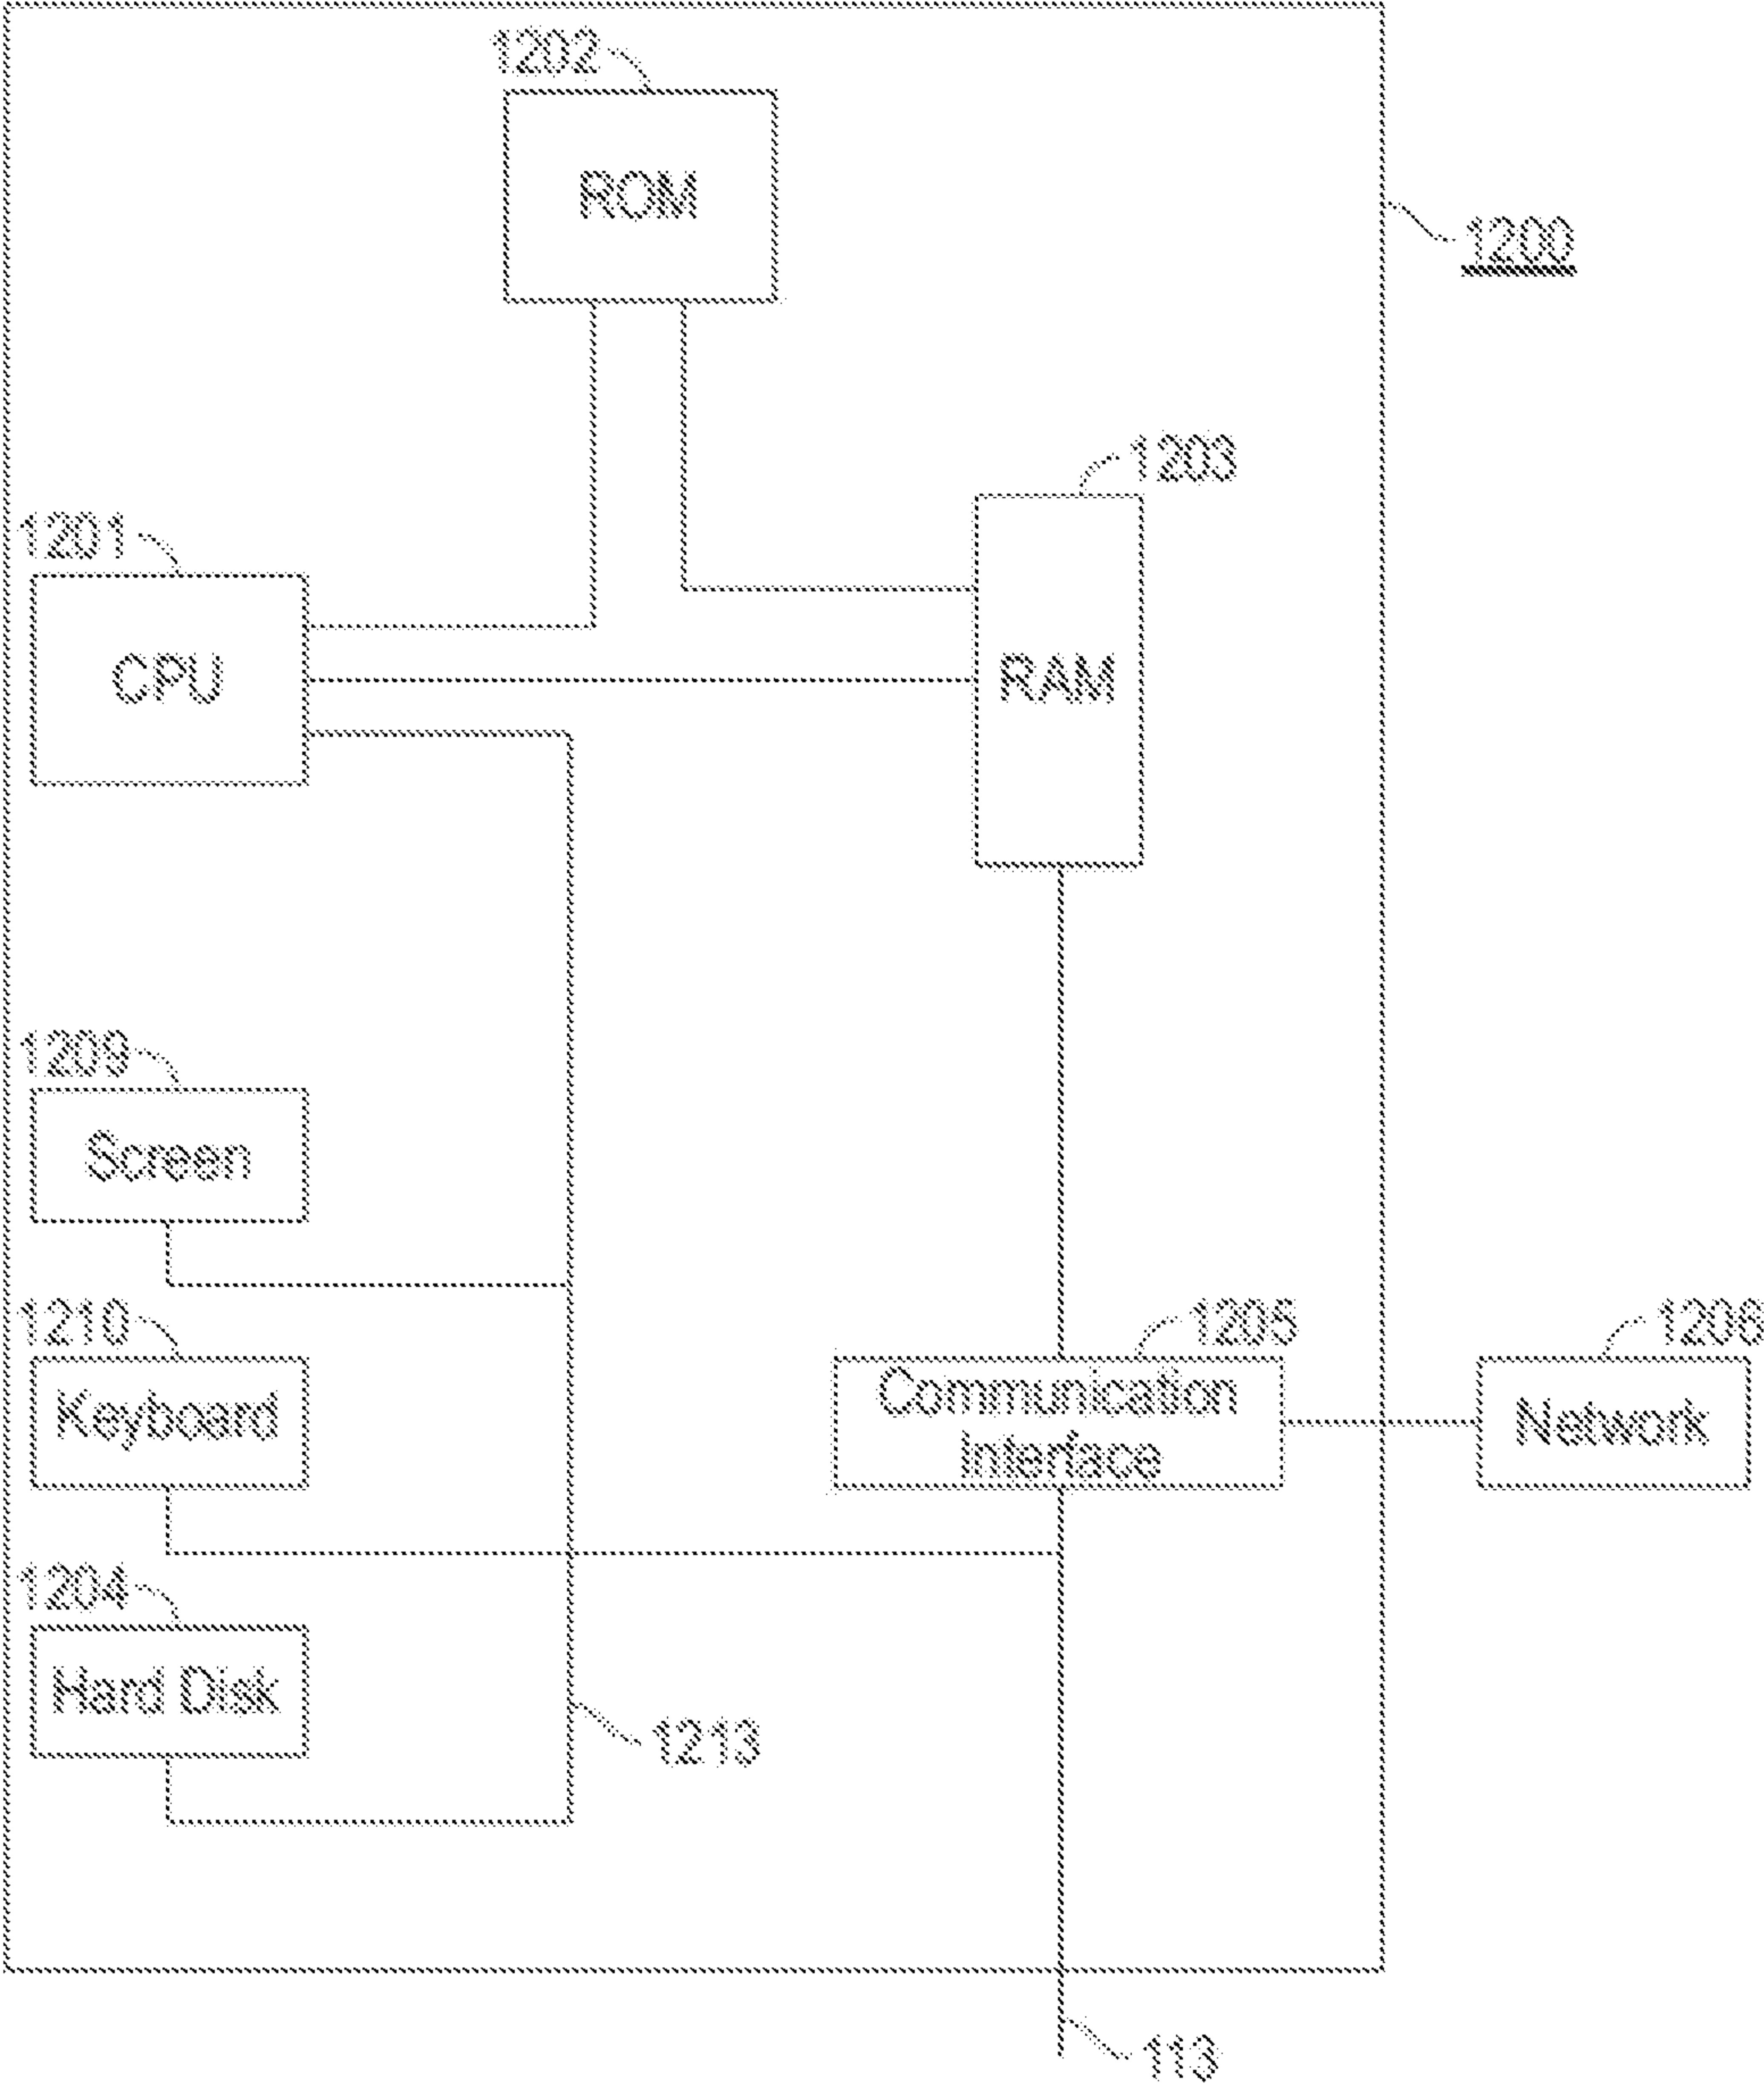 1202
ROM
1200
1203
1201
CPU
RAM
1209
Screen
1210
1205
1206
Keyboard
Communication
Interface
Network
1204
Hard Disk
1213
113